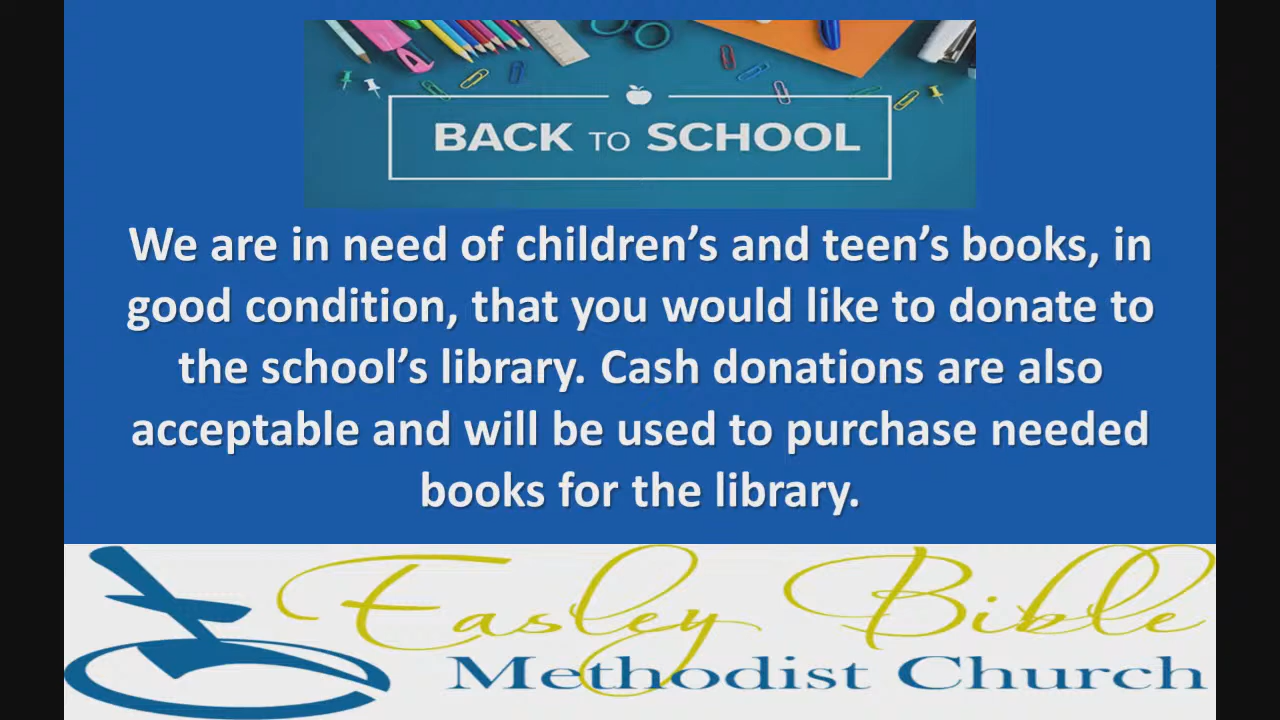 BACK TO SCHOOL
We are in need of children’s and teen’s books, in
good condition, that you would like to donate to
the school’s library. Cash donations are also
acceptable and will be used to purchase needed
books for the library.
Easley Bible
Methodist Church